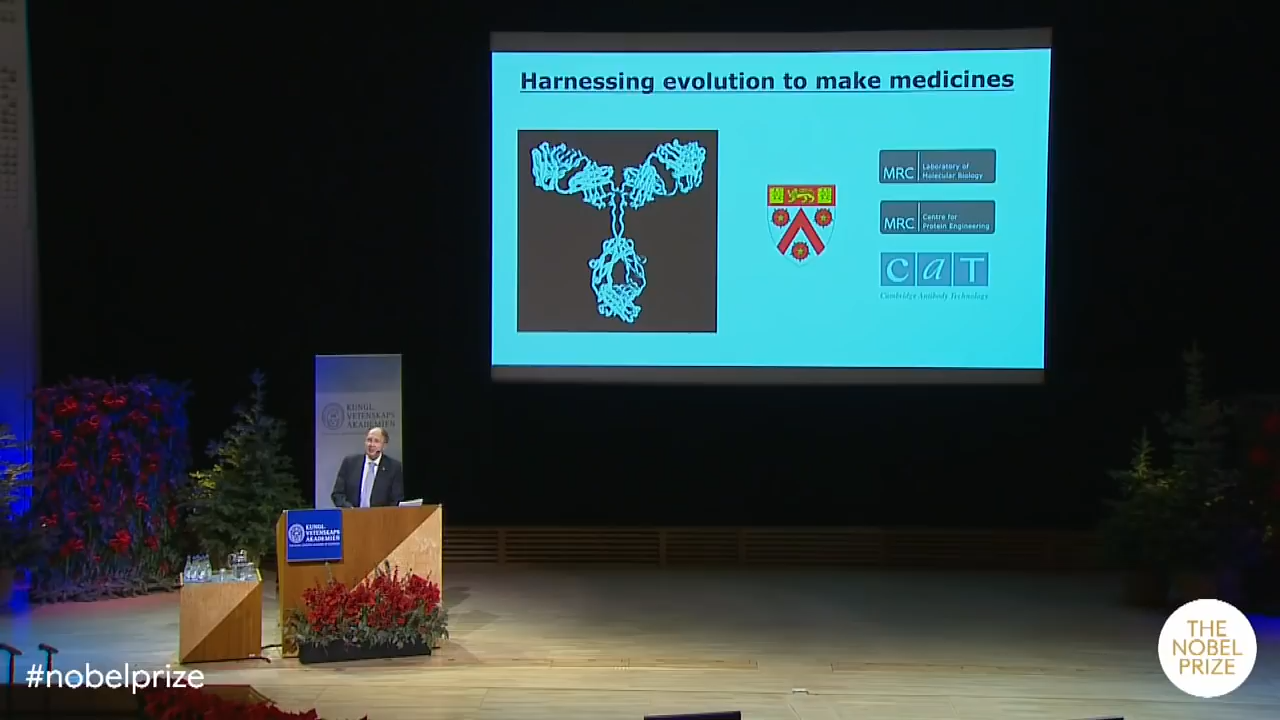 Harnessing evolution to make medicines
MRC
Laboratory of
Molecular Biology
MRC
Centre for
Protein Engineering
CaT
Cambridge Antibody Technology
KUNGL.
VETENSKAPS
AKADEMIEN
KUNGL.
VETENSKAPS
AKADEMIEN
#nobelprize
THE
NOBEL
PRIZE